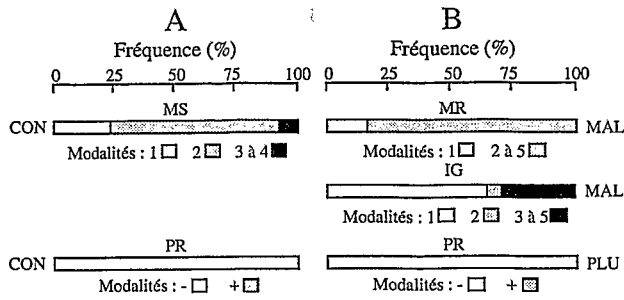 A
Fréquence (%)
0 25 50 75 100
MS
CON
Modalités : 1 2 3 à 4
PR
CON
Modalités : - +
B
Fréquence (%)
0 25 50 75 100
MR
MAL
Modalités : 1 2 à 5
IG
MAL
Modalités : 1 2 3 à 5
PR
PLU
Modalités : - +